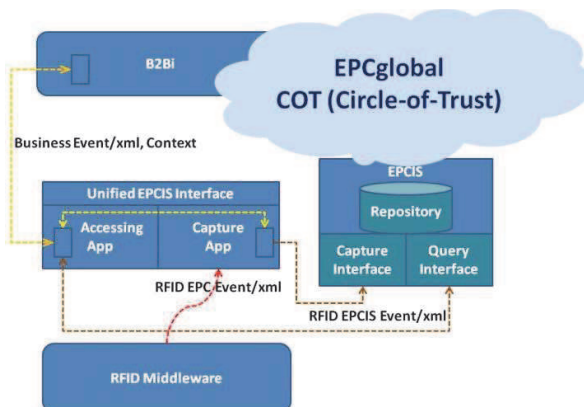 B2Bi
EPCglobal
COT (Circle-of-Trust)
Business Event/xml, Context
EPCIS
Unified EPCIS Interface
Repository
Accessing
App
Capture
App
Capture
Interface
Query
Interface
RFID EPC Event/xml
RFID EPCIS Event/xml
RFID Middleware